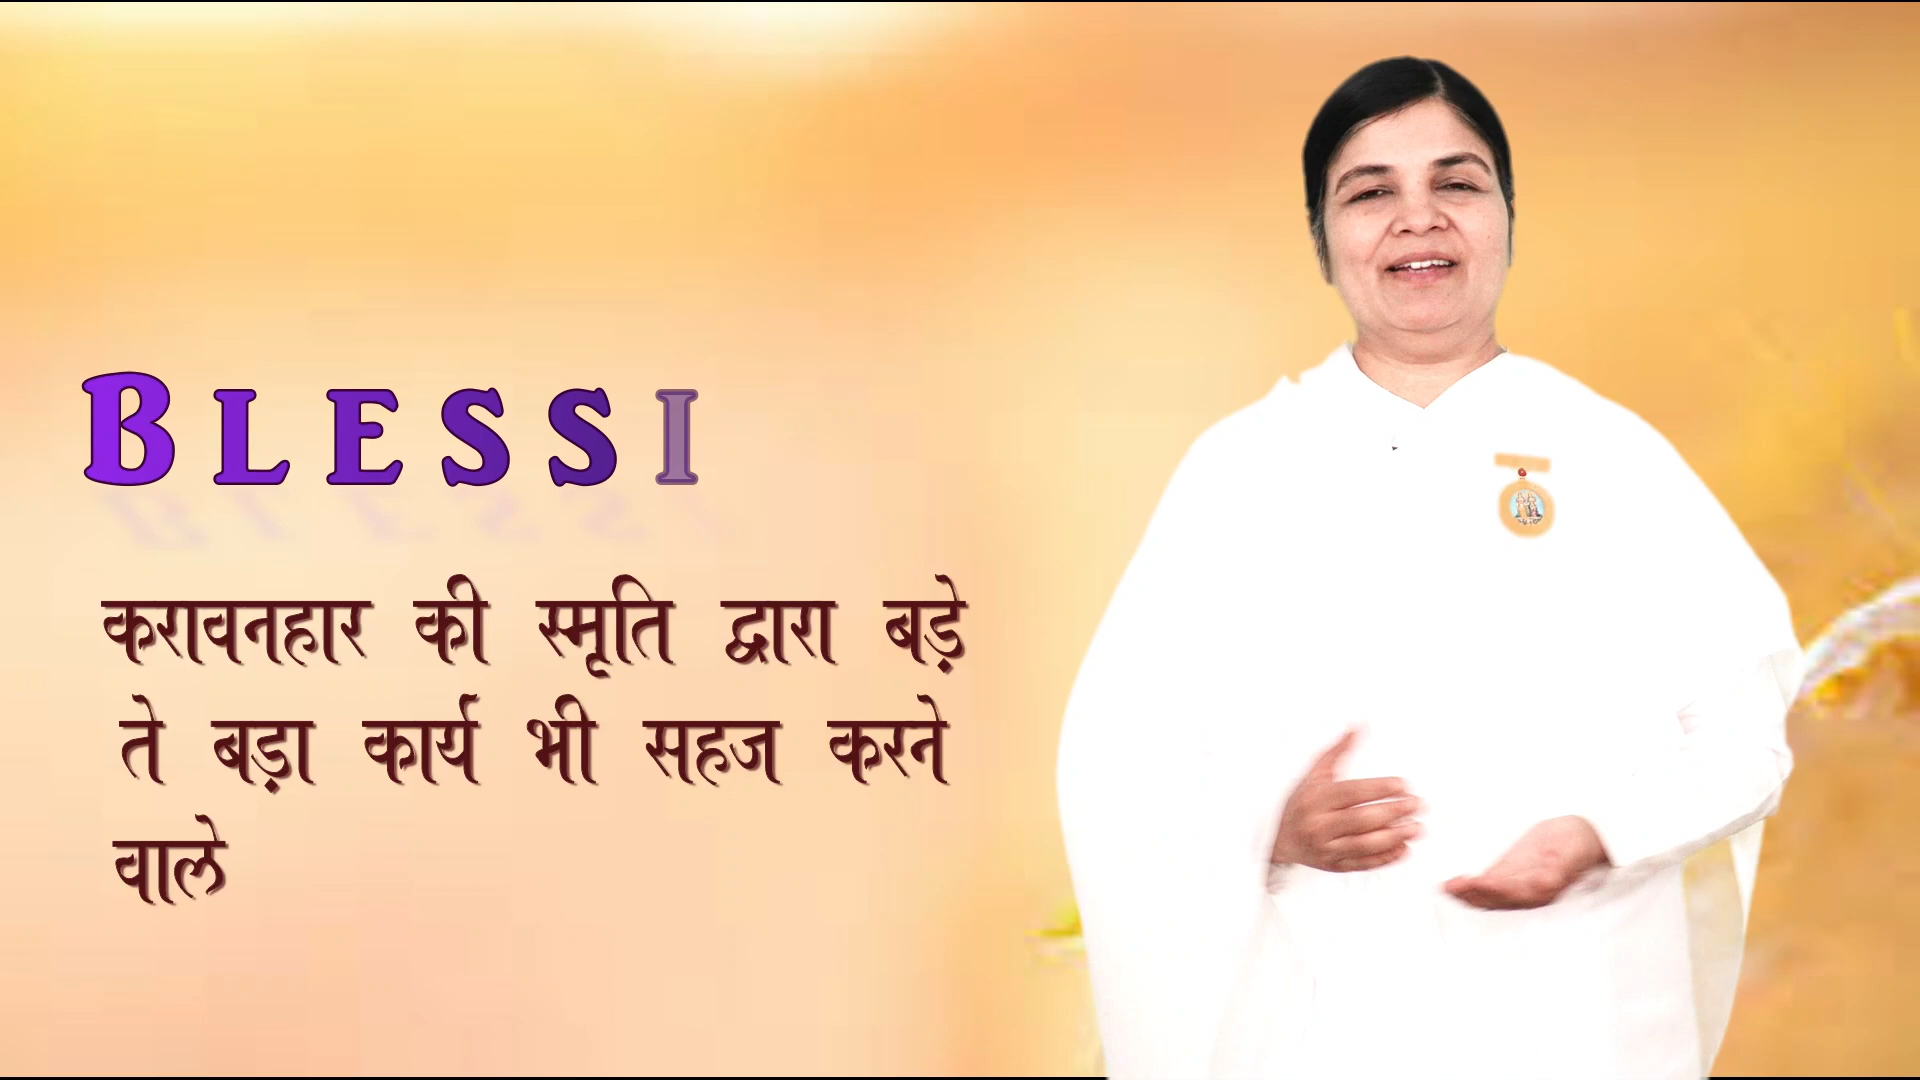 BLESSI
करावनहार की स्मृति द्वारा बड़े
ते बड़ा कार्य भी सहज करने
वाले